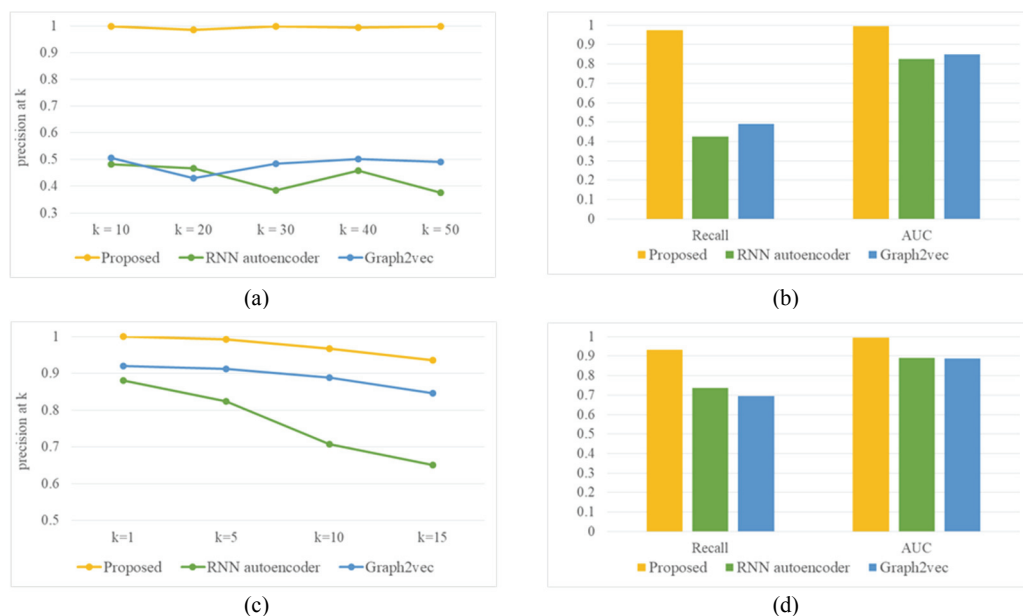 1
0.9
0.8
0.7
0.6
0.5
0.4
0.3
precision at k
k = 10 k = 20 k = 30 k = 40 k = 50
Proposed RNN autoencoder Graph2vec
(a)
1
0.9
0.8
0.7
0.6
0.5
0.4
0.3
0.2
0.1
0
Recall AUC
Proposed RNN autoencoder Graph2vec
(b)
1
0.9
0.8
0.7
0.6
0.5
precision at k
k=1 k=5 k=10 k=15
Proposed RNN autoencoder Graph2vec
(c)
1
0.9
0.8
0.7
0.6
0.5
0.4
0.3
0.2
0.1
0
Recall AUC
Proposed RNN autoencoder Graph2vec
(d)